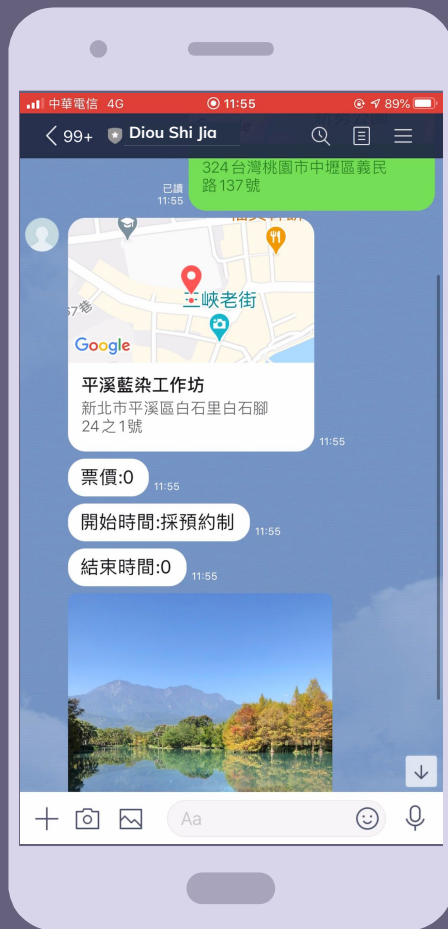 中華電信 4G
11:55
89%
99+
Diou Shi Jia
324台灣桃園市中壢區義民
路137號
已讀
11:55
三峽老街
Google
平溪藍染工作坊
新北市平溪區白石里白石腳
24之1號
11:55
票價:0
11:55
開始時間:採預約制
11:55
結束時間:0
11:55
Aa